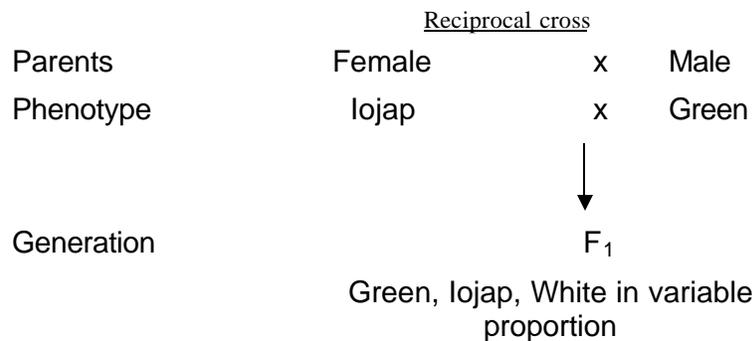 Reciprocal cross
Parents Female x Male
Phenotype Iojap x Green
Generation F₁
Green, Iojap, White in variable
proportion